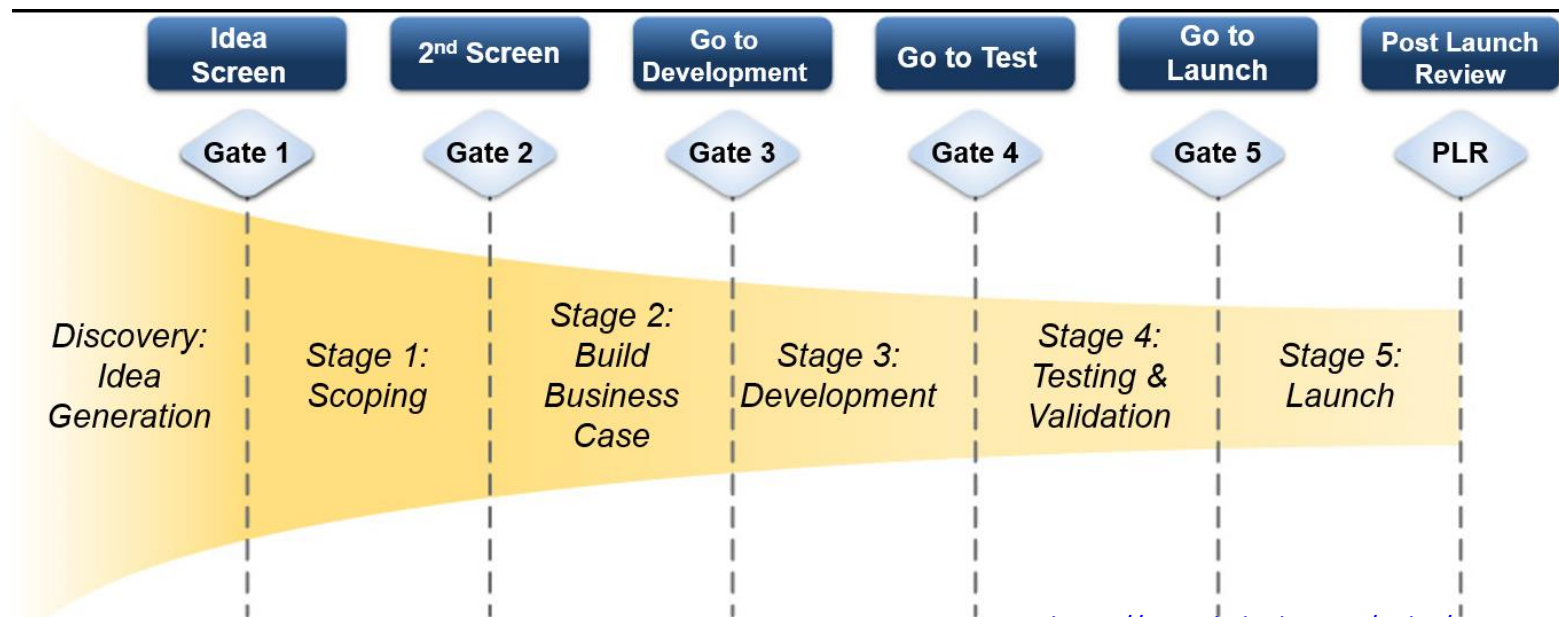 Idea
Screen
2nd Screen
Go to
Development
Go to Test
Go to
Launch
Post Launch
Review
Gate 1
Gate 2
Gate 3
Gate 4
Gate 5
PLR
Discovery:
Idea
Generation
Stage 1:
Scoping
Stage 2:
Build
Business
Case
Stage 3:
Development
Stage 4:
Testing &
Validation
Stage 5:
Launch